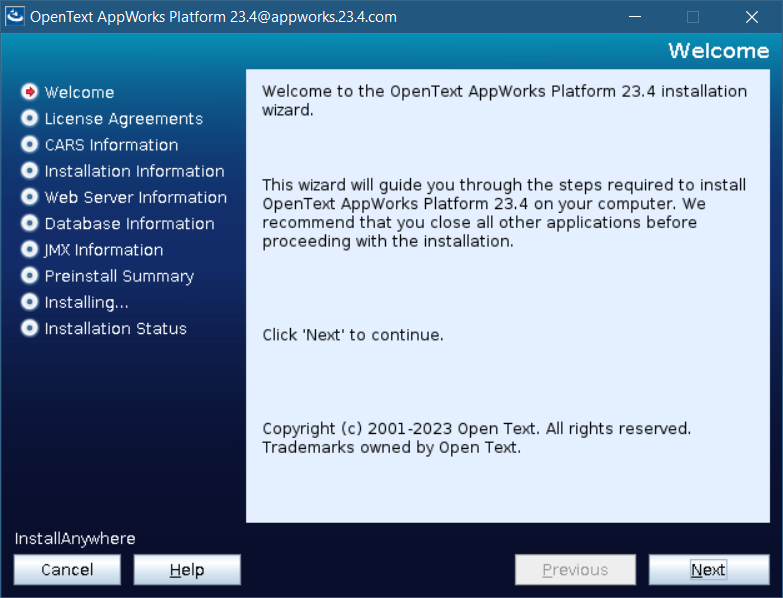 OpenText AppWorks Platform 23.4@appworks.23.4.com
Welcome
Welcome
License Agreements
CARS Information
Installation Information
Web Server Information
Database Information
JMX Information
Preinstall Summary
Installing...
Installation Status
Welcome to the OpenText AppWorks Platform 23.4 installation
wizard.
This wizard will guide you through the steps required to install
OpenText AppWorks Platform 23.4 on your computer. We
recommend that you close all other applications before
proceeding with the installation.
Click 'Next' to continue.
Copyright (c) 2001-2023 Open Text. All rights reserved.
Trademarks owned by Open Text.
InstallAnywhere
Cancel
Help
Previous
Next